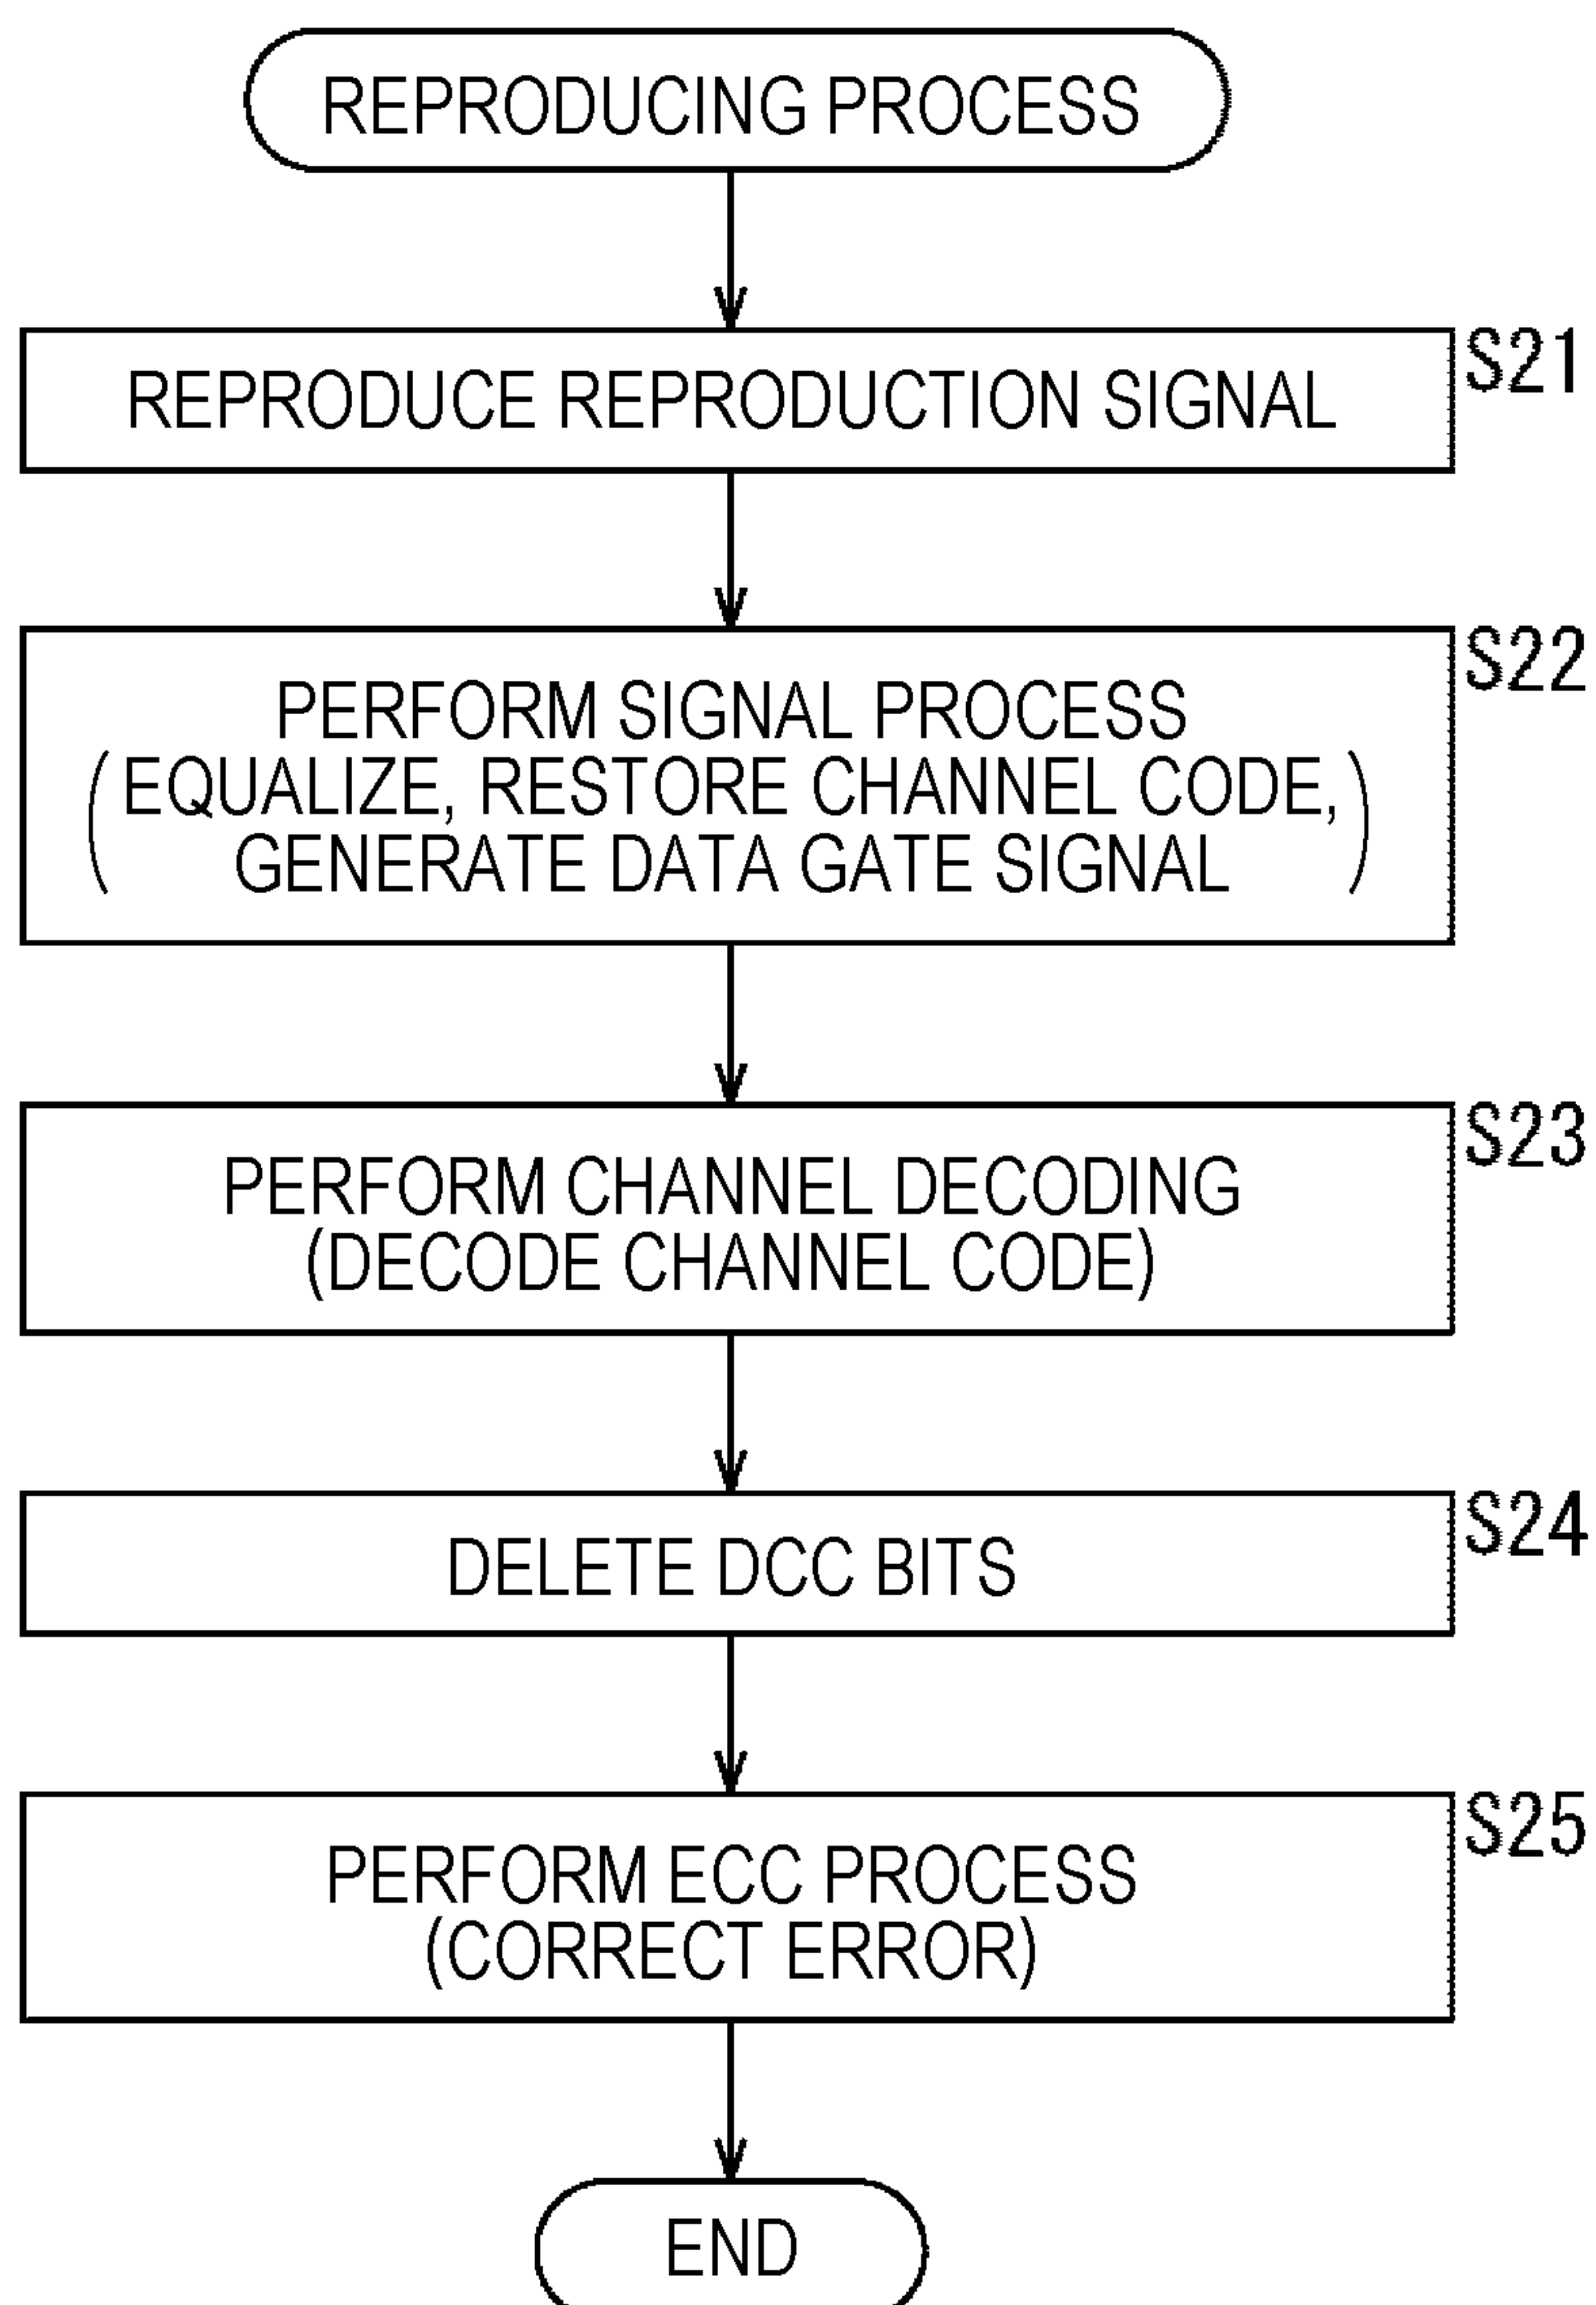 REPRODUCING PROCESS
REPRODUCE REPRODUCTION SIGNAL
S21
PERFORM SIGNAL PROCESS
(EQUALIZE, RESTORE CHANNEL CODE,
GENERATE DATA GATE SIGNAL)
S22
PERFORM CHANNEL DECODING
(DECODE CHANNEL CODE)
S23
DELETE DCC BITS
S24
PERFORM ECC PROCESS
(CORRECT ERROR)
S25
END